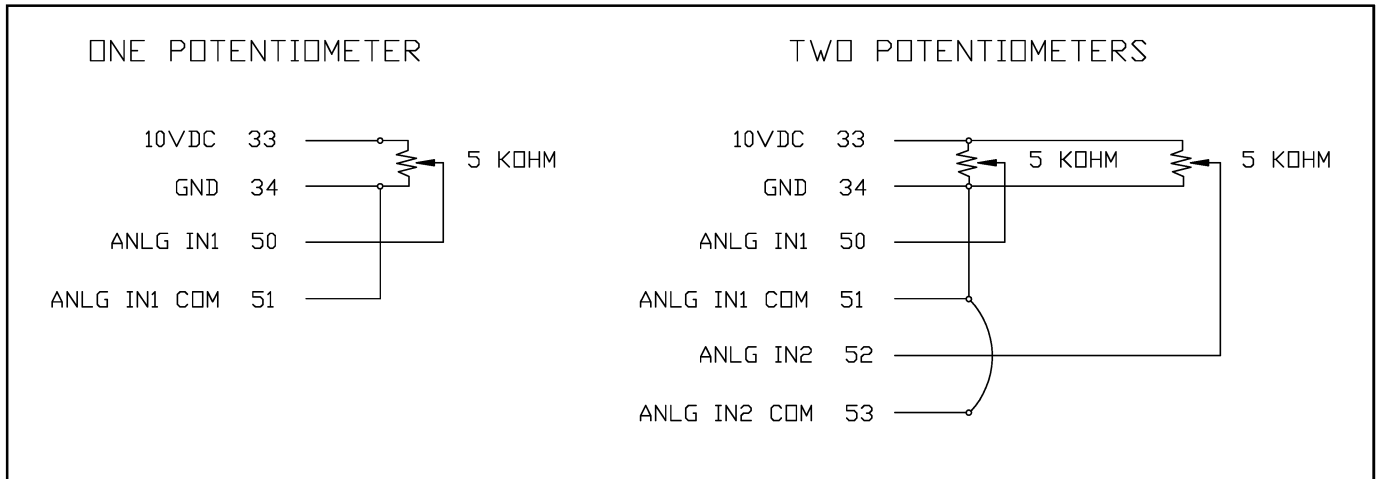 ONE POTENTIOMETER
10VDC 33
5 KOHM
GND 34
ANLG IN1 50
ANLG IN1 COM 51
TWO POTENTIOMETERS
10VDC 33
5 KOHM
5 KOHM
GND 34
ANLG IN1 50
ANLG IN1 COM 51
ANLG IN2 52
ANLG IN2 COM 53